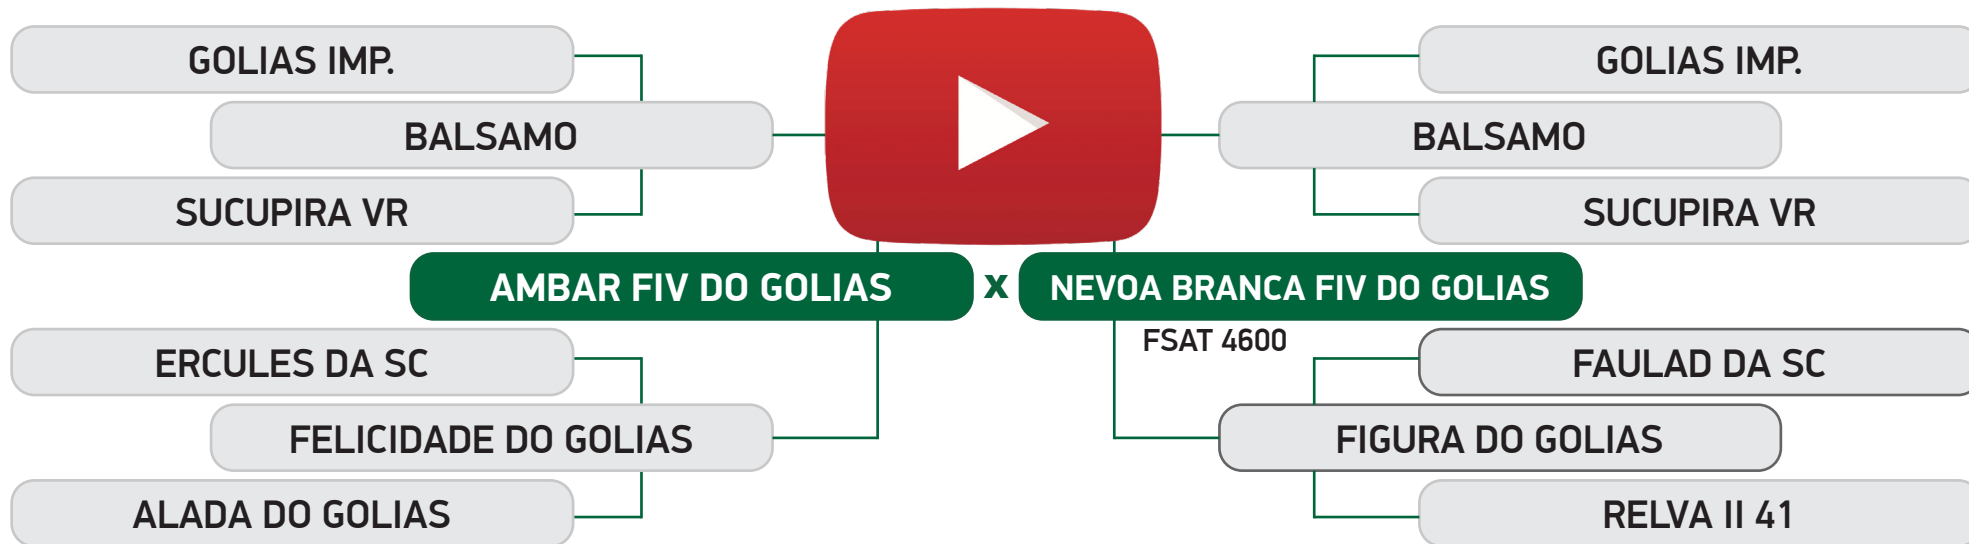 GOLIAS IMP.
GOLIAS IMP.
BALSAMO
BALSAMO
SUCUPIRA VR
SUCUPIRA VR
AMBAR FIV DO GOLIAS
x
NEVOA BRANCA FIV DO GOLIAS
FSAT 4600
ERCULES DA SC
FAULAD DA SC
FELICIDADE DO GOLIAS
FIGURA DO GOLIAS
ALADA DO GOLIAS
RELVA II 41